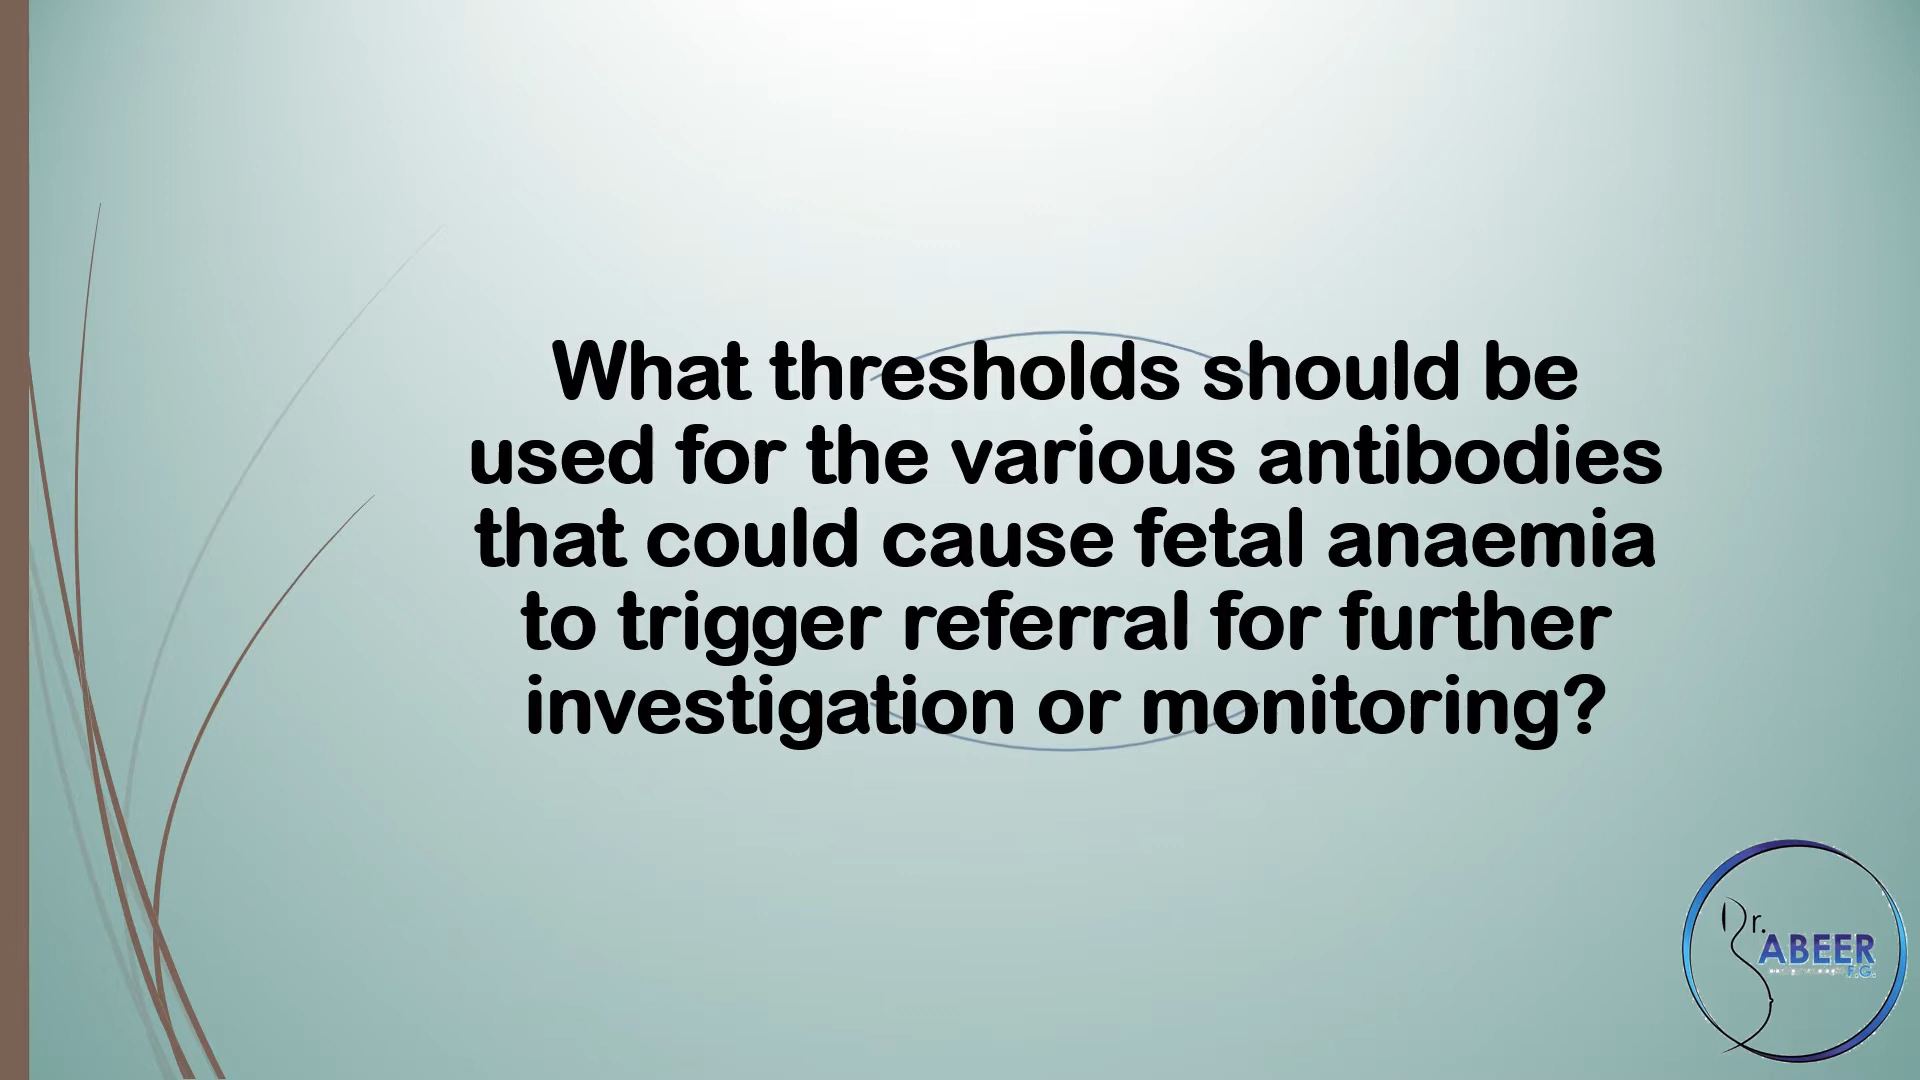 What thresholds should be
used for the various antibodies
that could cause fetal anaemia
to trigger referral for further
investigation or monitoring?
Dr.
ABEER
F.G.